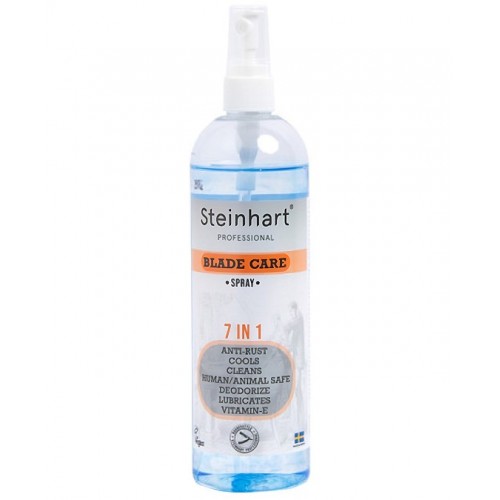 Steinhart®
PROFESSIONAL
BLADE CARE
•SPRAY•
7 IN 1
ANTI-RUST
COOLS
CLEANS
HUMAN/ANIMAL SAFE
DEODORIZE
LUBRICATES
VITAMIN-E